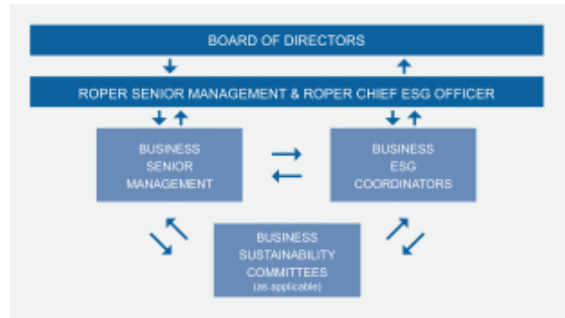 BOARD OF DIRECTORS
ROPER SENIOR MANAGEMENT & ROPER CHIEF ESG OFFICER
BUSINESS
SENIOR
MANAGEMENT
BUSINESS
ESG
COORDINATORS
BUSINESS
SUSTAINABILITY
COMMITTEES
(as applicable)